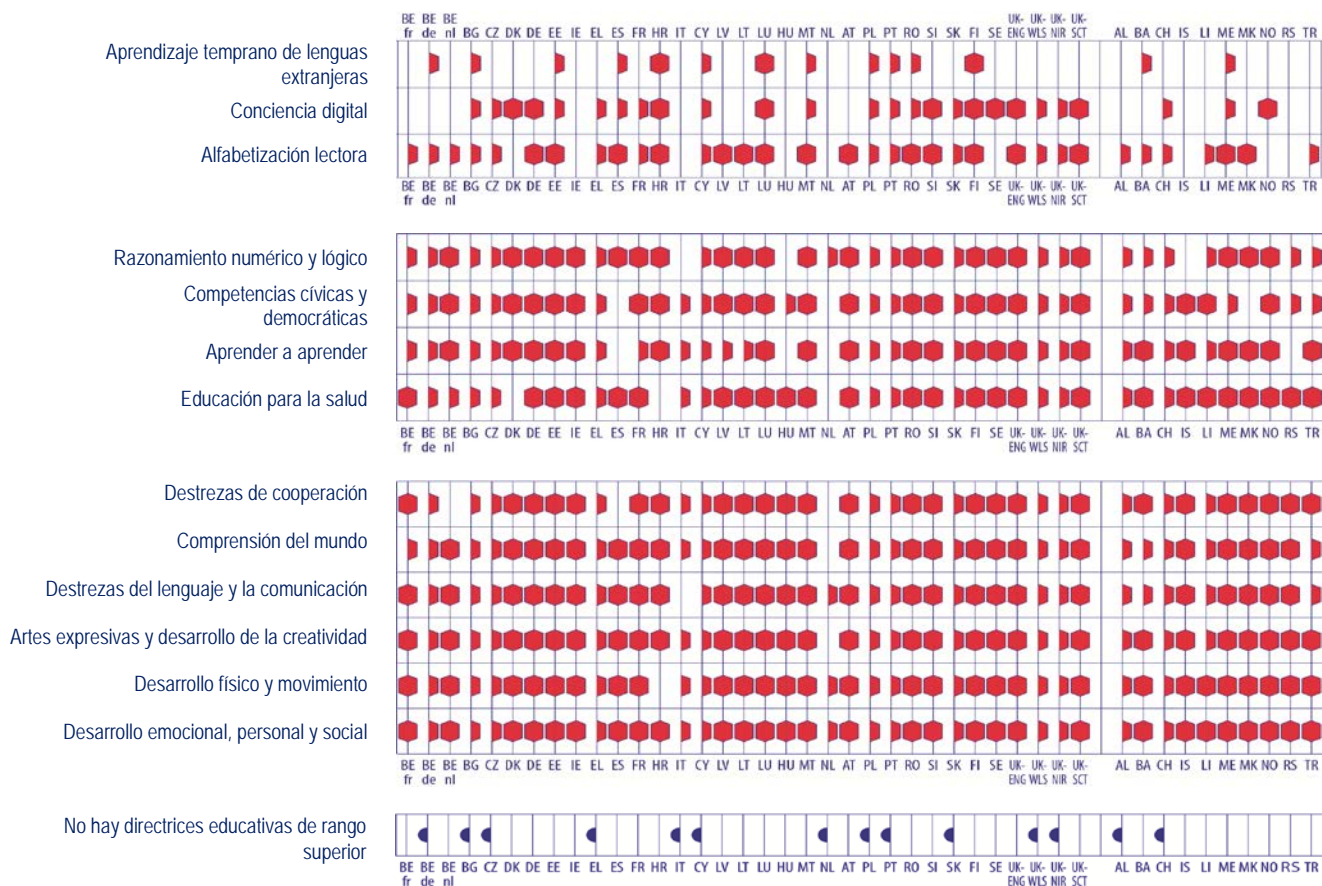 BE BE BE UK- UK- UK- UK-
fr de nl BG CZ DK DE EE IE EL ES FR HR IT CY LV LT LU HU MT NL AT PL PT RO SI SK FI SE ENG WLS NIR SCT AL BA CH IS LI ME MK NO RS TR
Aprendizaje temprano de lenguas
extranjeras
Conciencia digital
Alfabetización lectora
BE BE BE BG CZ DK DE EE IE EL ES FR HR IT CY LV LT LU HU MT NL AT PL PT RO SI SK FI SE UK- UK- UK- UK- AL BA CH IS LI ME MK NO RS TR
fr de nl ENG WLS NIR SCT
Razonamiento numérico y lógico
Competencias cívicas y
democráticas
Aprender a aprender
Educación para la salud
BE BE BE BG CZ DK DE EE IE EL ES FR HR IT CY LV LT LU HU MT NL AT PL PT RO SI SK FI SE UK- UK- UK- UK- AL BA CH IS LI ME MK NO RS TR
fr de nl ENG WLS NIR SCT
Destrezas de cooperación
Comprensión del mundo
Destrezas del lenguaje y la comunicación
Artes expresivas y desarrollo de la creatividad
Desarrollo físico y movimiento
Desarrollo emocional, personal y social
BE BE BE BG CZ DK DE EE IE EL ES FR HR IT CY LV LT LU HU MT NL AT PL PT RO SI SK FI SE UK- UK- UK- UK- AL BA CH IS LI ME MK NO RS TR
fr de nl ENG WLS NIR SCT
No hay directrices educativas de rango
superior
BE BE BE BG CZ DK DE EE IE EL ES FR HR IT CY LV LT LU HU MT NL AT PL PT RO SI SK FI SE UK- UK- UK- UK- AL BA CH IS LI ME MK NO RS TR
fr de nl ENG WLS NIR SCT